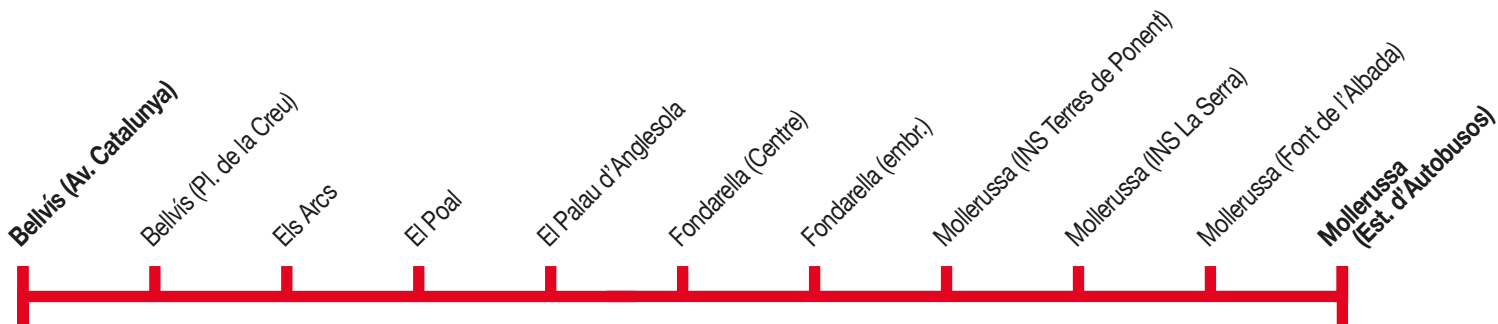 Bellvís (Av. Catalunya)
Bellvís (Pl. de la Creu)
Els Arcs
El Poal
El Palau d'Anglesola
Fondarella (Centre)
Fondarella (embr.)
Mollerussa (INS Terres de Ponent)
Mollerussa (INS La Serra)
Mollerussa (Font de l'Albada)
Mollerussa
(Est. d'Autobusos)